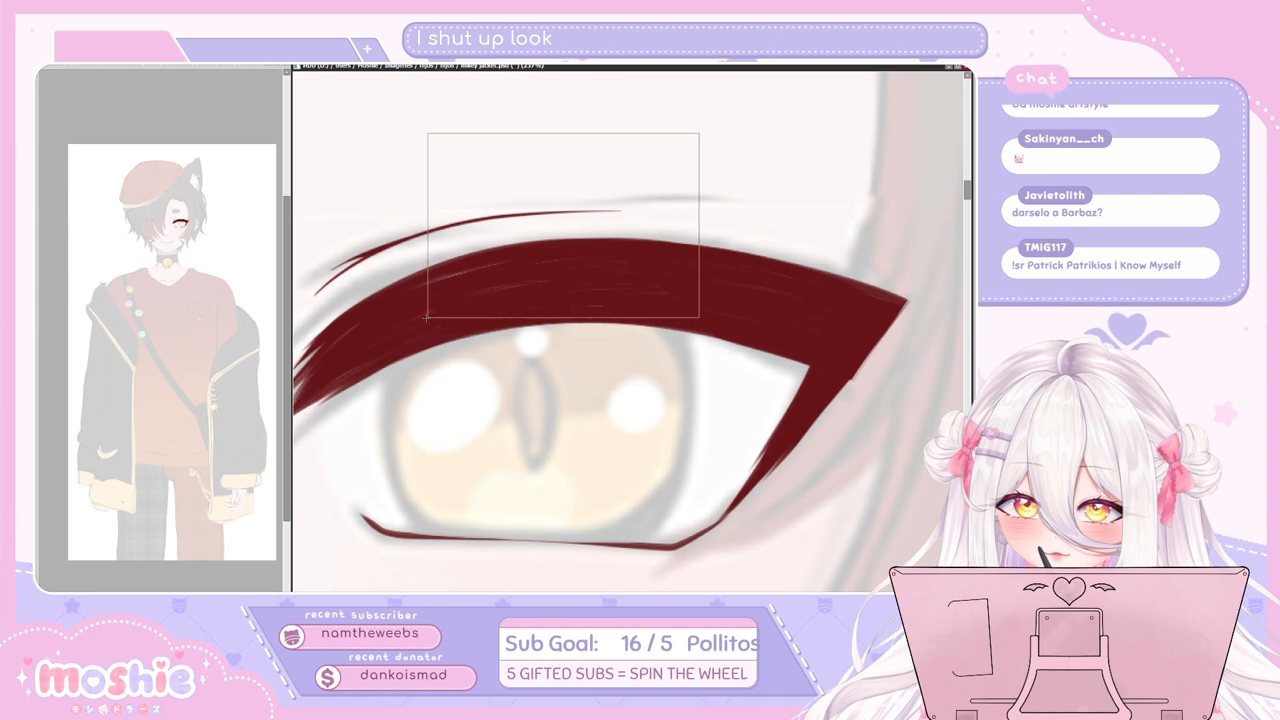 I shut up look
+
chat
Sakinyan__ch
Javietolith
darselo a Barbaz?
TMiG117
!sr Patrick Patrikios | Know Myself
recent subscriber
namtheweebs
recent donator
$
dankoismad
Sub Goal: 16 / 5 Pollitos
5 GIFTED SUBS = SPIN THE WHEEL
moshie